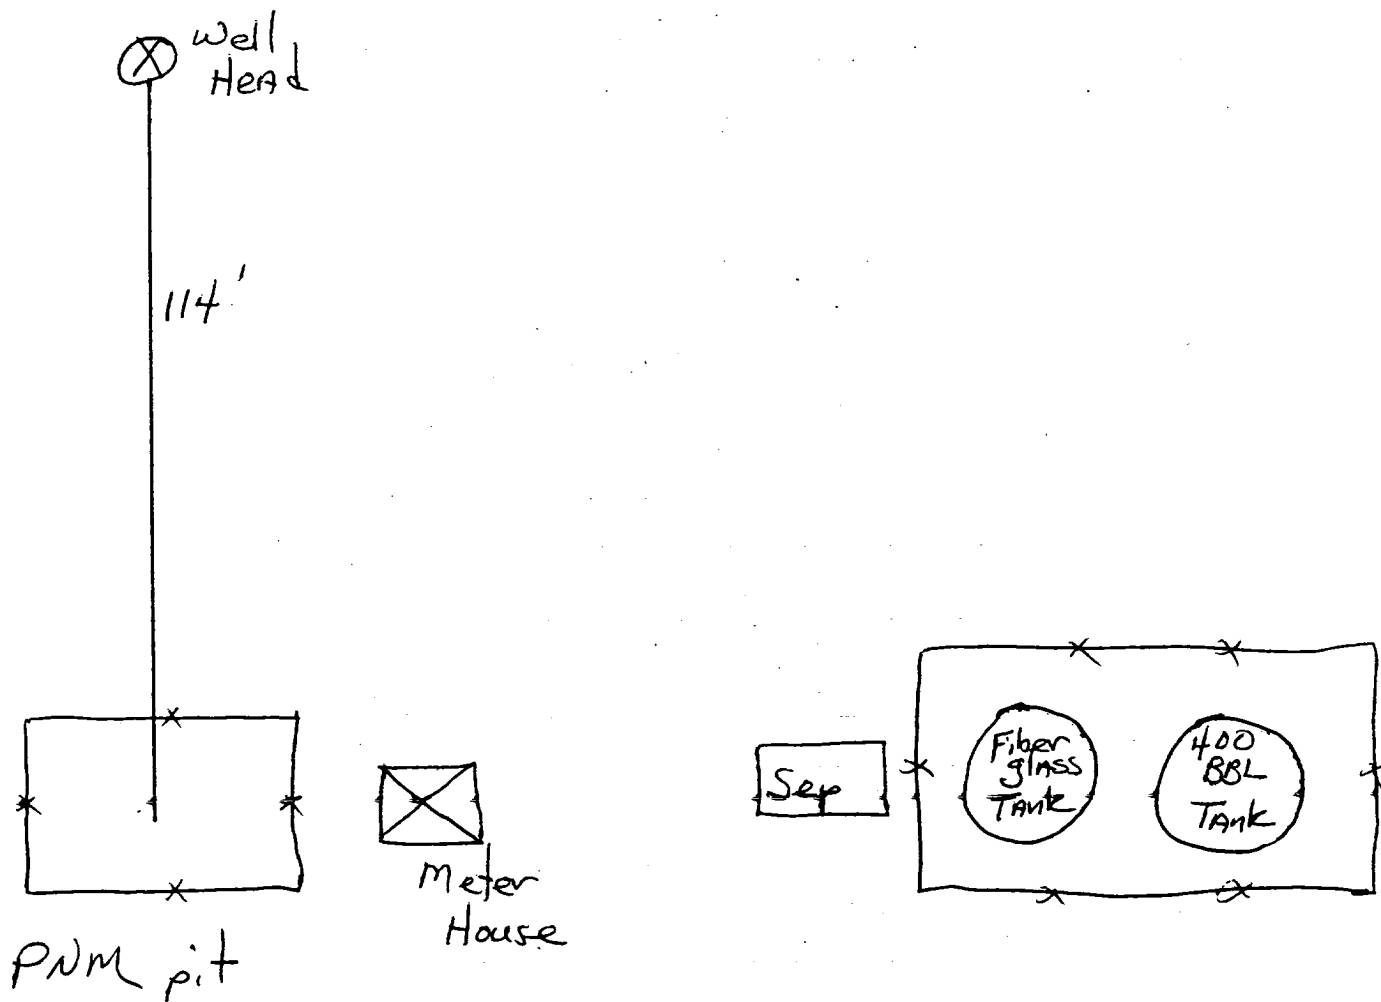 Well
Head
114'
Fiber
glass
Tank
400
BBL
Tank
Sep
Meter
House
PNM pit